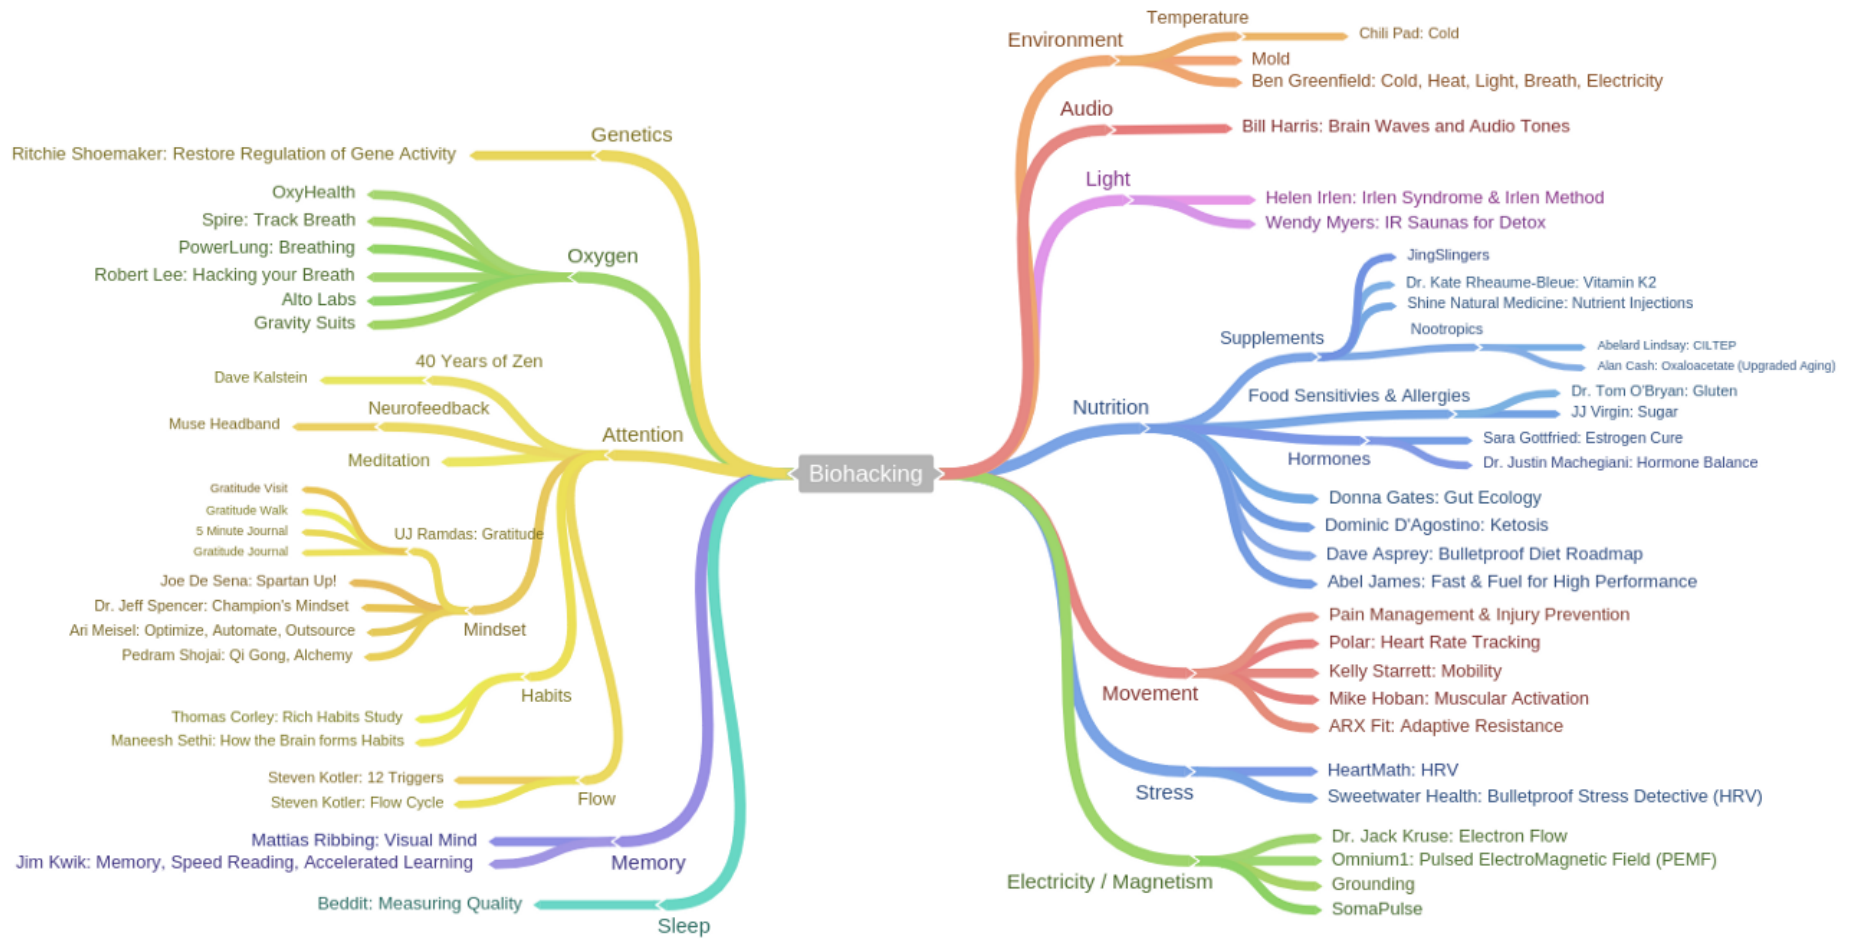 Biohacking
Genetics
Ritchie Shoemaker: Restore Regulation of Gene Activity
Oxygen
OxyHealth
Spire: Track Breath
PowerLung: Breathing
Robert Lee: Hacking your Breath
Alto Labs
Gravity Suits
Attention
40 Years of Zen
Dave Kalstein
Neurofeedback
Muse Headband
Meditation
Mindset
UJ Ramdas: Gratitude
Gratitude Visit
Gratitude Walk
5 Minute Journal
Gratitude Journal
Joe De Sena: Spartan Up!
Dr. Jeff Spencer: Champion's Mindset
Ari Meisel: Optimize, Automate, Outsource
Pedram Shojai: Qi Gong, Alchemy
Habits
Thomas Corley: Rich Habits Study
Maneesh Sethi: How the Brain forms Habits
Flow
Steven Kotler: 12 Triggers
Steven Kotler: Flow Cycle
Memory
Mattias Ribbing: Visual Mind
Jim Kwik: Memory, Speed Reading, Accelerated Learning
Sleep
Beddit: Measuring Quality
Environment
Temperature
Chili Pad: Cold
Mold
Ben Greenfield: Cold, Heat, Light, Breath, Electricity
Audio
Bill Harris: Brain Waves and Audio Tones
Light
Helen Irlen: Irlen Syndrome & Irlen Method
Wendy Myers: IR Saunas for Detox
Nutrition
Supplements
JingSlingers
Dr. Kate Rheaume-Bleue: Vitamin K2
Shine Natural Medicine: Nutrient Injections
Nootropics
Abelard Lindsay: CILTEP
Alan Cash: Oxaloacetate (Upgraded Aging)
Food Sensitivies & Allergies
Dr. Tom O'Bryan: Gluten
JJ Virgin: Sugar
Hormones
Sara Gottfried: Estrogen Cure
Dr. Justin Machegiani: Hormone Balance
Donna Gates: Gut Ecology
Dominic D'Agostino: Ketosis
Dave Asprey: Bulletproof Diet Roadmap
Abel James: Fast & Fuel for High Performance
Movement
Pain Management & Injury Prevention
Polar: Heart Rate Tracking
Kelly Starrett: Mobility
Mike Hoban: Muscular Activation
ARX Fit: Adaptive Resistance
Stress
HeartMath: HRV
Sweetwater Health: Bulletproof Stress Detective (HRV)
Electricity / Magnetism
Dr. Jack Kruse: Electron Flow
Omnium1: Pulsed ElectroMagnetic Field (PEMF)
Grounding
SomaPulse